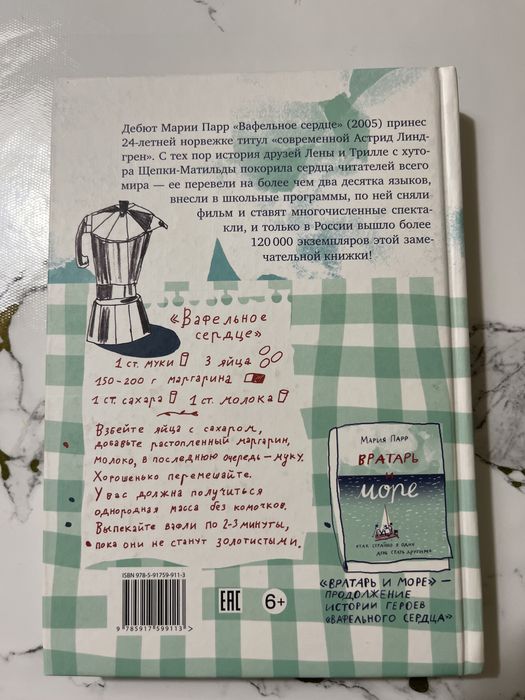 Дебют Марии Парр «Вафельное сердце» (2005) принес
24-летней норвежке титул «современной Астрид Линд-
грен». С тех пор история друзей Лены и Трилле с хуто-
ра Щепки-Матильды покорила сердца читателей всего
мира — ее перевели на более чем два десятка языков,
внесли в школьные программы, по ней сняли
фильм и ставят многочисленные спекта-
кли, и только в России вышло более
120 000 экземпляров этой заме-
чательной книжки!
«Вафельное
сердце»
1 ст. муки 3 яйца
150-200 г маргарина
1 ст. сахара 1 ст. молока
Взбейте яйца с сахаром,
добавьте растопленный маргарин,
молоко, в последнюю очередь — муку.
Хорошенько перемешайте.
У вас должна получиться
однородная масса без комочков.
Выпекайте вафли по 2-3 минуты,
пока они не станут золотистыми.
Мария Парр
ВРАТАРЬ
и
море
«ВРАТАРЬ И МОРЕ» —
ПРОДОЛЖЕНИЕ
ИСТОРИИ ГЕРОЕВ
«ВАФЕЛЬНОГО СЕРДЦА»
ISBN 978-5-91759-911-3
9 785917 599113 >
EAC
6+